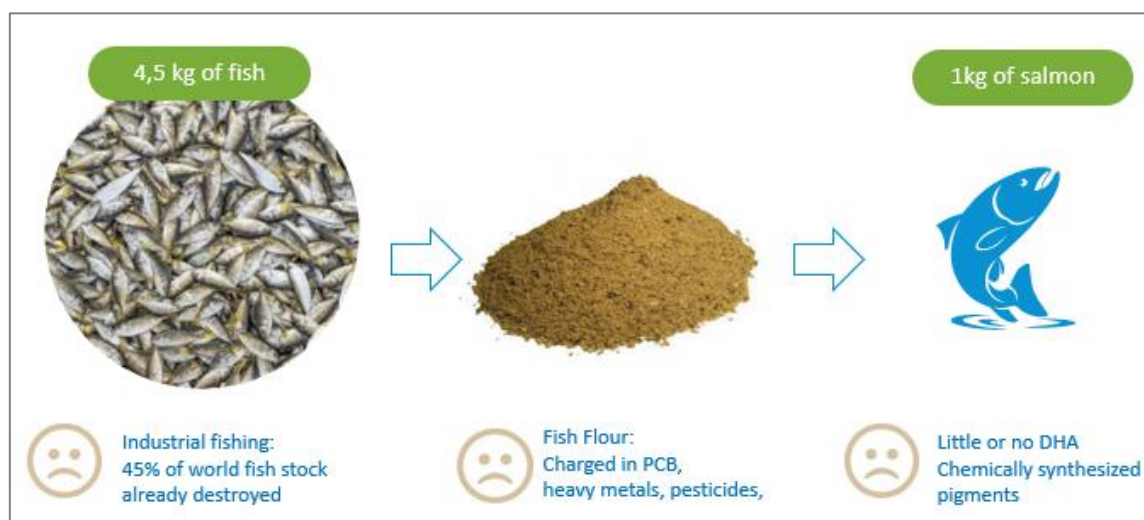 4,5 kg of fish
1kg of salmon
Industrial fishing:
45% of world fish stock
already destroyed
Fish Flour:
Charged in PCB,
heavy metals, pesticides,
Little or no DHA
Chemically synthesized
pigments